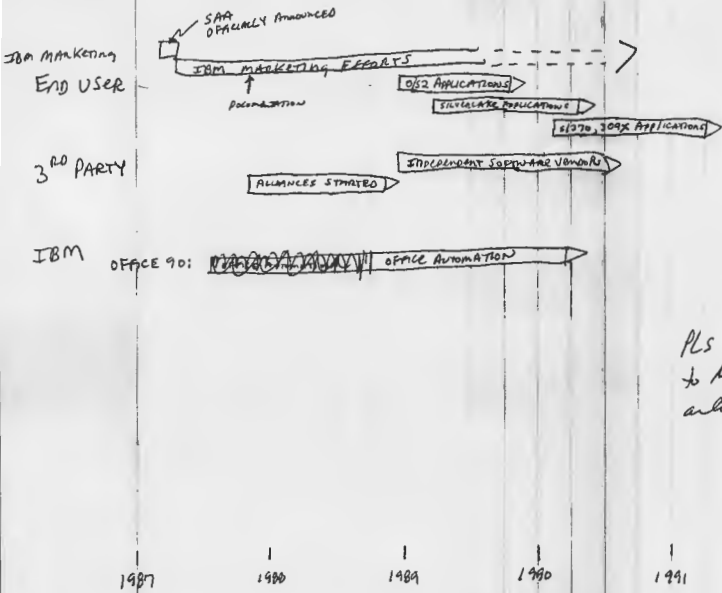 SAA
OFFICIALLY ANNOUNCED
IBM MARKETING
IBM MARKETING EFFORTS
END USER
O/S2 APPLICATIONS
SILVERLAKE APPLICATIONS
S/370, 309X APPLICATIONS
3RD PARTY
INDEPENDENT SOFTWARE VENDORS
ALLIANCES STARTED
IBM
OFFICE 90:
OFFICE AUTOMATION
PLS
to
1987 1988 1989 1990 1991